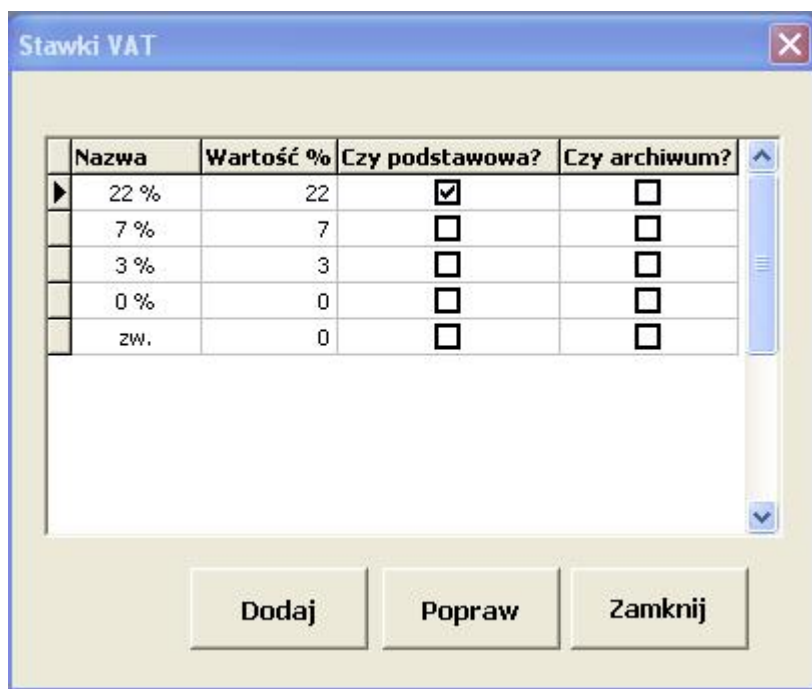 Stawki VAT
Nazwa Wartość % Czy podstawowa? Czy archiwum?
22 % 22
7 % 7
3 % 3
0 % 0
zw. 0
Dodaj Popraw Zamknij